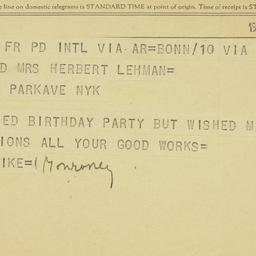 line on domestic telegrams is STANDARD TIME at point of origin. Time of receipt is ST
19
FR PD INTL VIA AR=BONN/10 VIA
D MRS HERBERT LEHMAN=
PARKAVE NYK
ED BIRTHDAY PARTY BUT WISHED M
IONS ALL YOUR GOOD WORKS=
IKE= Monroney